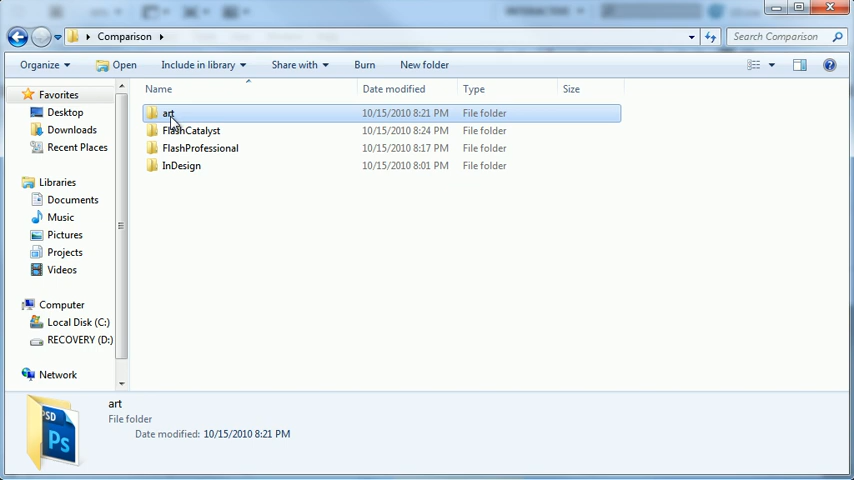 Comparison
Search Comparison
Organize Open Include in library Share with Burn New folder
Name Date modified Type Size
Favorites
Desktop
Downloads
Recent Places
Libraries
Documents
Music
Pictures
Projects
Videos
Computer
Local Disk (C:)
RECOVERY (D:)
Network
art 10/15/2010 8:21 PM File folder
FlashCatalyst 10/15/2010 8:24 PM File folder
FlashProfessional 10/15/2010 8:17 PM File folder
InDesign 10/15/2010 8:01 PM File folder
PSD
Ps
art
File folder
Date modified: 10/15/2010 8:21 PM